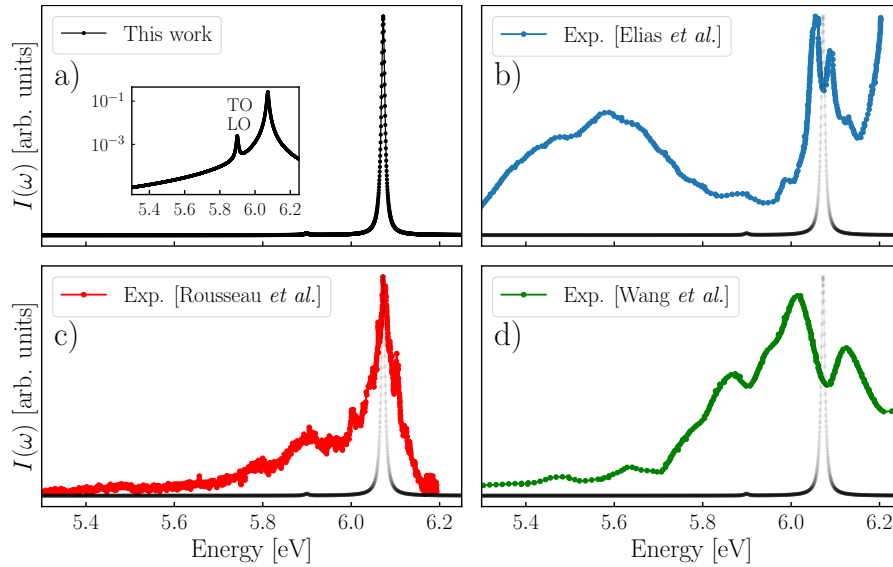 This work
a)
TO
LO
10⁻¹
10⁻³
5.4 5.6 5.8 6.0 6.2
I(ω) [arb. units]
Exp. [Elias et al.]
b)
Exp. [Rousseau et al.]
c)
I(ω) [arb. units]
5.4 5.6 5.8 6.0 6.2
Energy [eV]
Exp. [Wang et al.]
d)
5.4 5.6 5.8 6.0 6.2
Energy [eV]